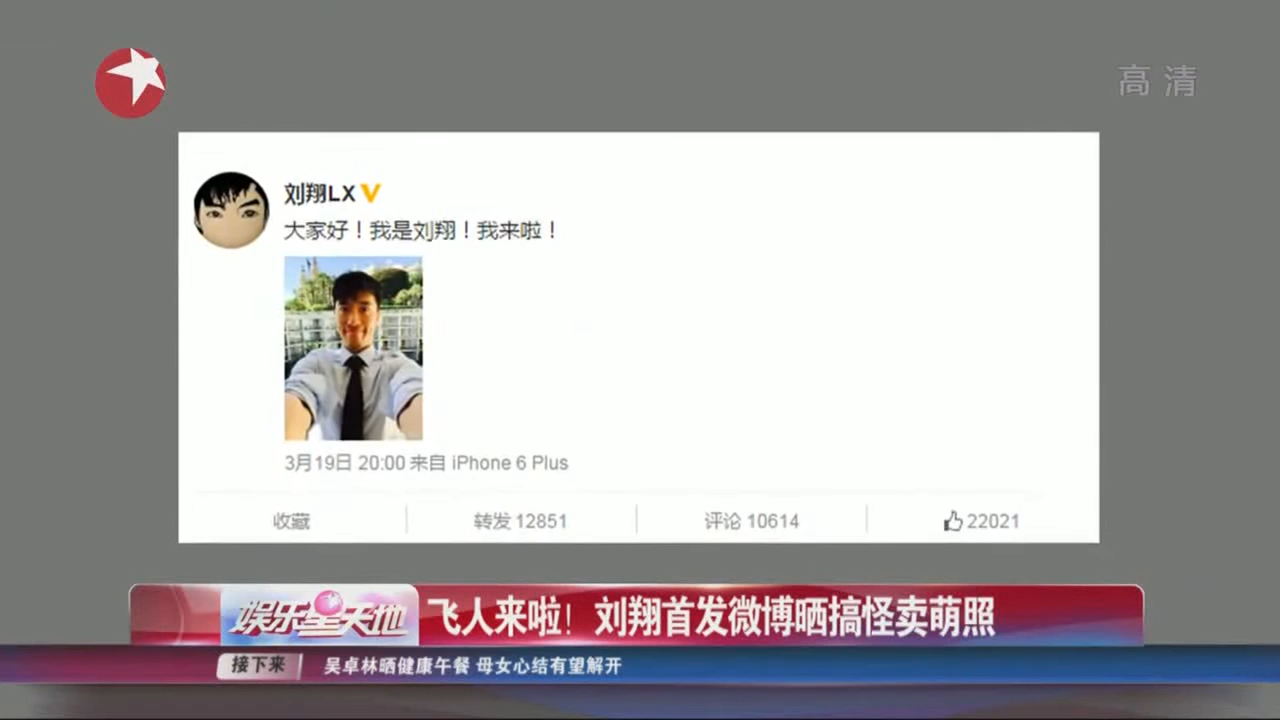 高清
刘翔LX
大家好！我是刘翔！我来啦！
3月19日 20:00 来自 iPhone 6 Plus
收藏 转发 12851 评论 10614 22021
娱乐星天地 飞人来啦！刘翔首发微博晒搞怪卖萌照
接下来 吴卓林晒健康午餐 母女心结有望解开